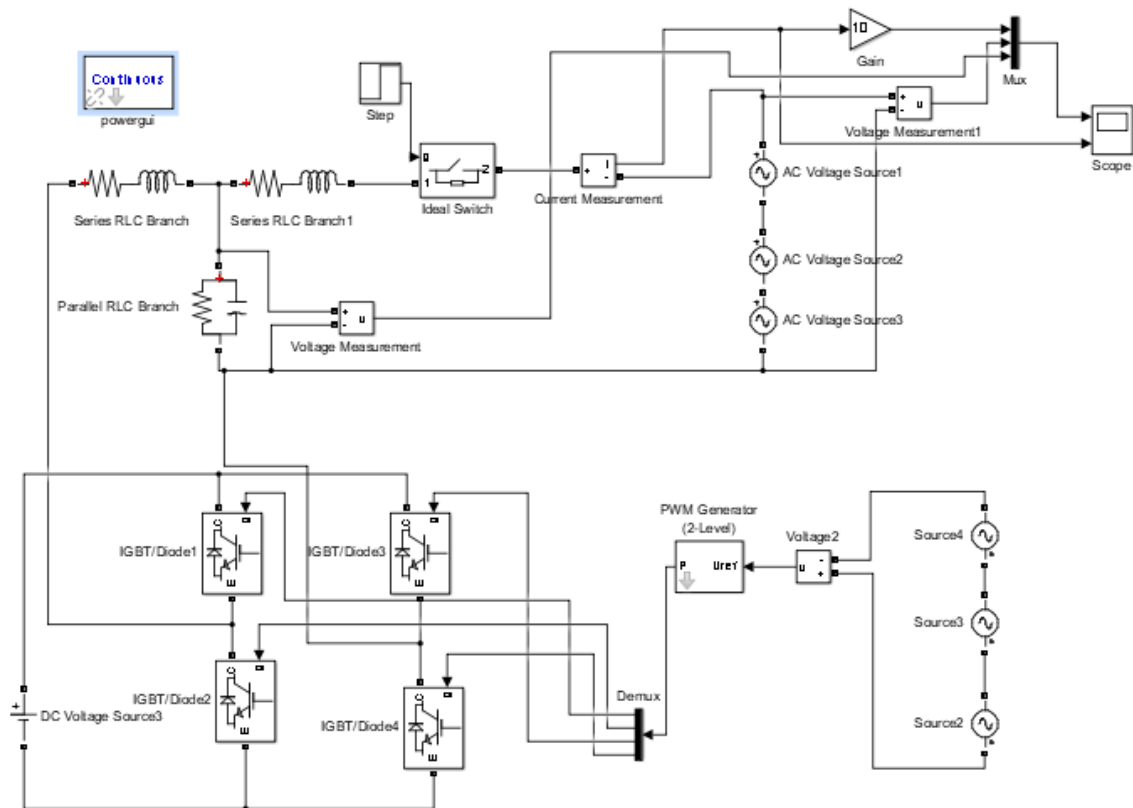 Continuous
powergui
Step
10
Gain
Mux
Scope
+
-
u
Voltage Measurement1
Series RLC Branch
Series RLC Branch1
1
2
Ideal Switch
+
i
-
Current Measurement
AC Voltage Source1
AC Voltage Source2
AC Voltage Source3
Parallel RLC Branch
+
-
u
Voltage Measurement
C
E
IGBT/Diode1
C
E
IGBT/Diode3
PWM Generator
(2-Level)
P
Uref
Voltage2
u
-
+
Source4
Source3
Source2
C
E
IGBT/Diode2
C
E
IGBT/Diode4
Demux
+
DC Voltage Source3